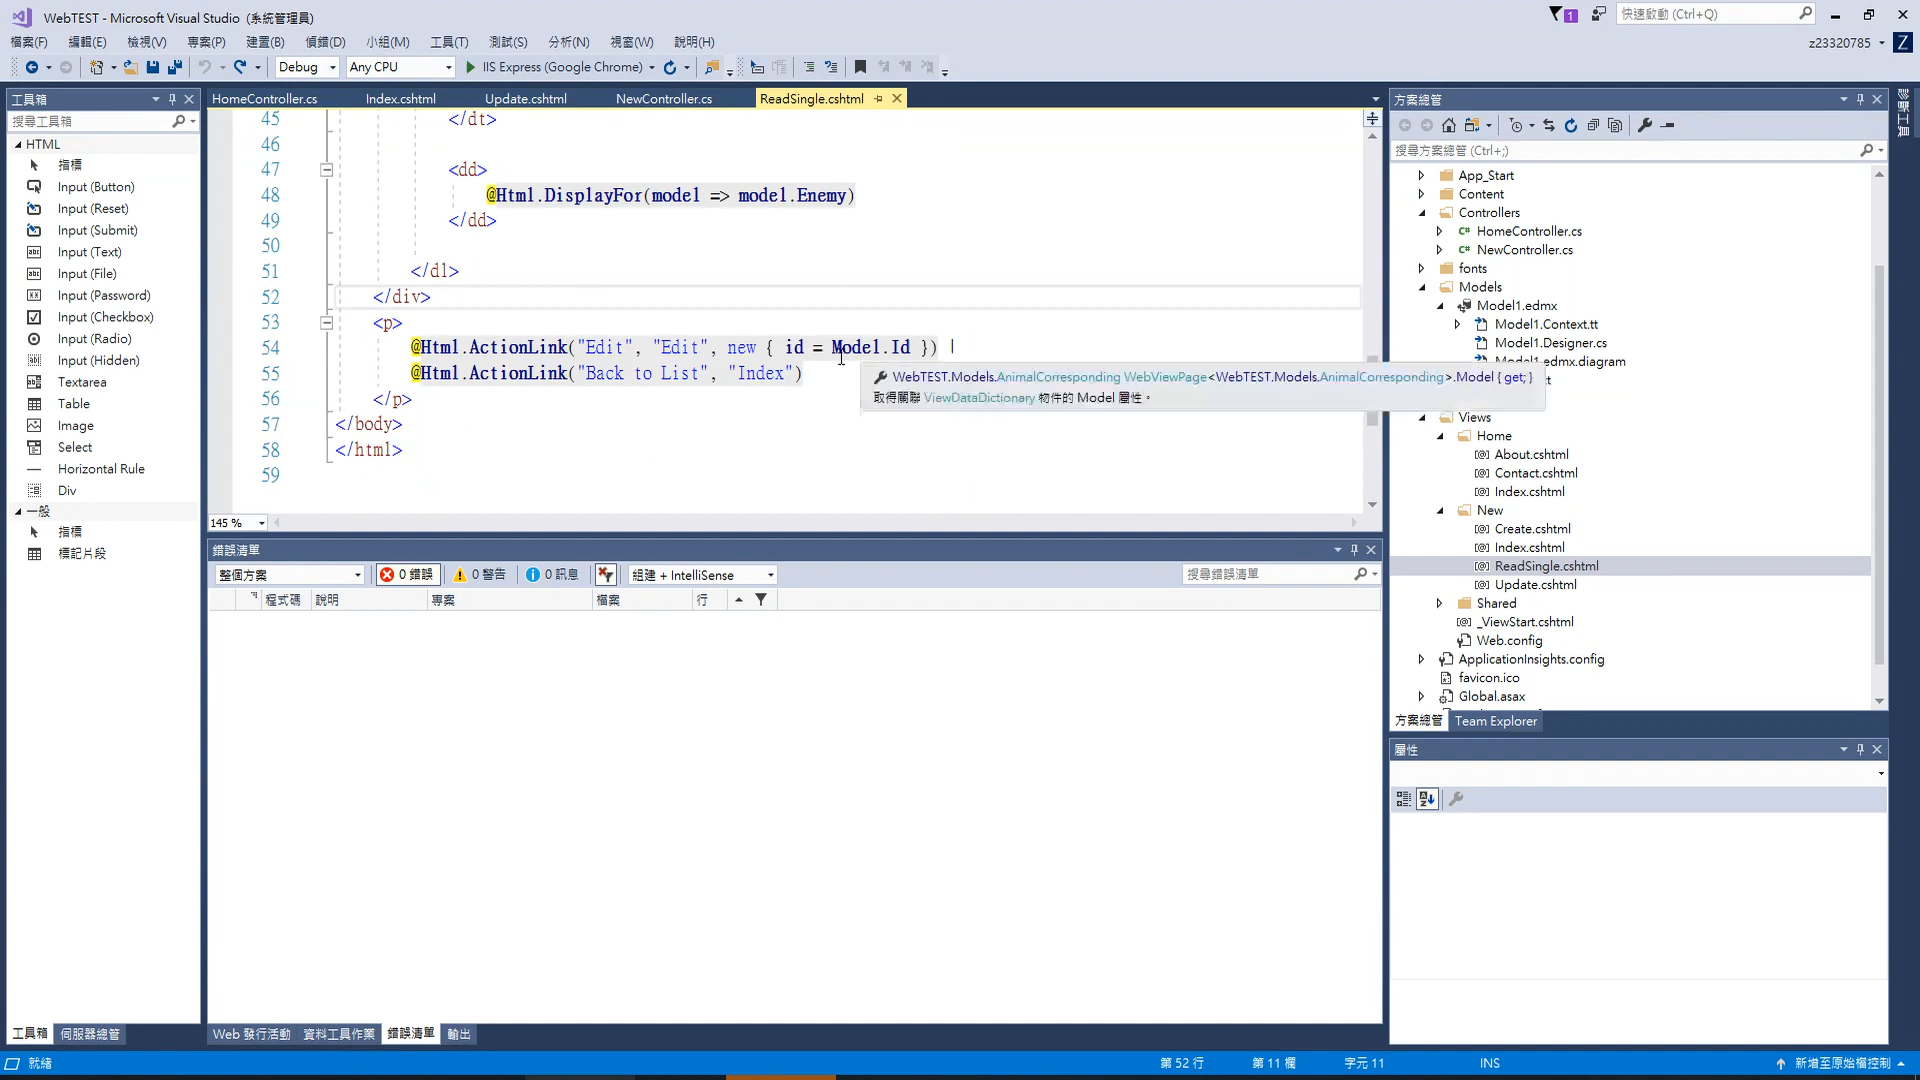 WebTEST - Microsoft Visual Studio (系統管理員)
1
快速啟動 (Ctrl+Q)
檔案(F) 編輯(E) 檢視(V) 專案(P) 建置(B) 偵錯(D) 小組(M) 工具(T) 測試(S) 分析(N) 視窗(W) 說明(H)
z23320785
Z
Debug Any CPU IIS Express (Google Chrome)
工具箱
搜尋工具箱
HTML
指標
Input (Button)
Input (Reset)
Input (Submit)
Input (Text)
Input (File)
Input (Password)
Input (Checkbox)
Input (Radio)
Input (Hidden)
Textarea
Table
Image
Select
Horizontal Rule
Div
一般
指標
標記片段
工具箱 伺服器總管
HomeController.cs Index.cshtml Update.cshtml NewController.cs ReadSingle.cshtml
45 </dt>
46
47 <dd>
48 @Html.DisplayFor(model => model.Enemy)
49 </dd>
50
51 </dl>
52 </div>
53 <p>
54 @Html.ActionLink("Edit", "Edit", new { id = Model.Id }) |
55 @Html.ActionLink("Back to List", "Index")
56 </p>
57 </body>
58 </html>
59
WebTEST.Models.AnimalCorresponding WebViewPage<WebTEST.Models.AnimalCorresponding>.Model { get; }
取得關聯 ViewDataDictionary 物件的 Model 屬性。
145 %
錯誤清單
整個方案 0 錯誤 0 警告 0 訊息 組建 + IntelliSense 搜尋錯誤清單
程式碼 說明 專案 檔案 行
Web 發行活動 資料工具作業 錯誤清單 輸出
方案總管
搜尋方案總管 (Ctrl+;)
App_Start
Content
Controllers
HomeController.cs
NewController.cs
fonts
Models
Model1.edmx
Model1.Context.tt
Model1.Designer.cs
Model1.edmx.diagram
Views
Home
About.cshtml
Contact.cshtml
Index.cshtml
New
Create.cshtml
Index.cshtml
ReadSingle.cshtml
Update.cshtml
Shared
_ViewStart.cshtml
Web.config
ApplicationInsights.config
favicon.ico
Global.asax
方案總管 Team Explorer
屬性
診斷工具
就緒
第 52 行 第 11 欄 字元 11 INS 新增至原始檔控制